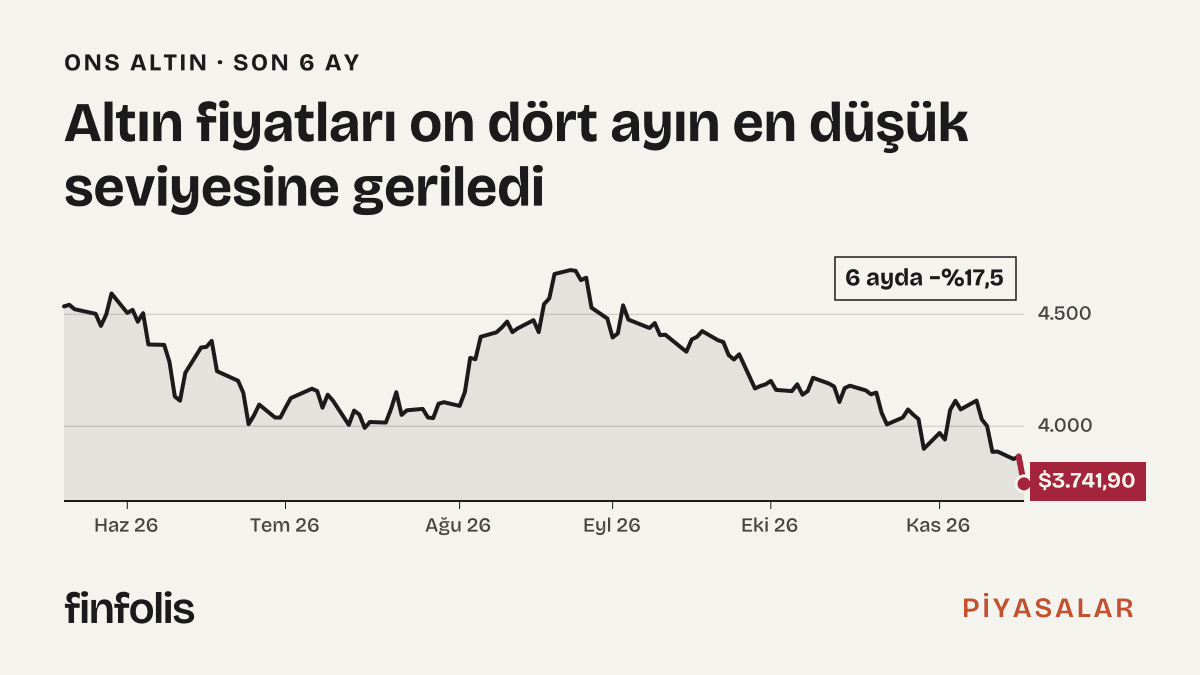 ONS ALTIN · SON 6 AY
Altın fiyatları on dört ayın en düşük
seviyesine geriledi
6 ayda −%17,5
4.500
4.000
$3.741,90
Haz 26 Tem 26 Ağu 26 Eyl 26 Eki 26 Kas 26
finfolis
PİYASALAR